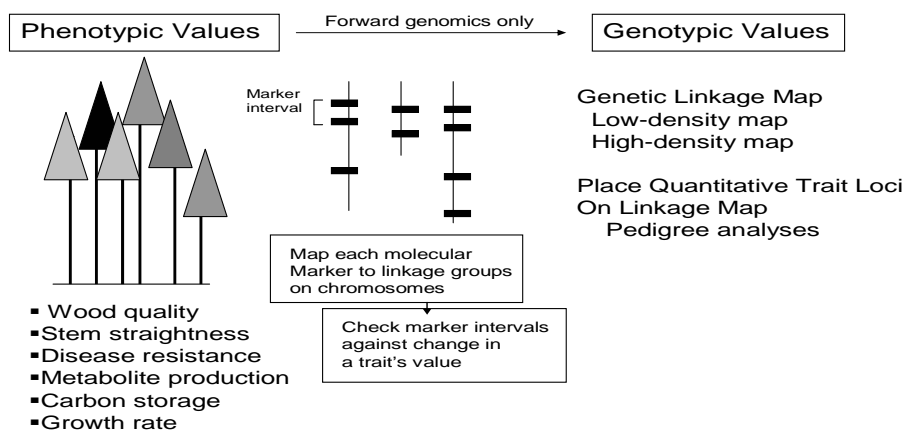 Phenotypic Values
Forward genomics only
Genotypic Values
Marker
interval
Genetic Linkage Map
Low-density map
High-density map
Place Quantitative Trait Loci
On Linkage Map
Pedigree analyses
Map each molecular
Marker to linkage groups
on chromosomes
Check marker intervals
against change in
a trait's value
▪ Wood quality
▪Stem straightness
▪Disease resistance
▪Metabolite production
▪Carbon storage
▪Growth rate